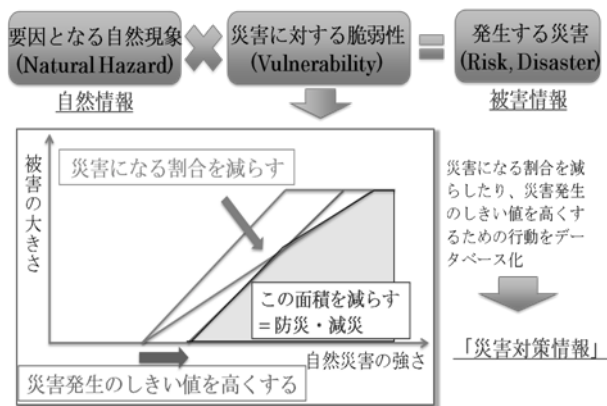 要因となる自然現象
(Natural Hazard)
災害に対する脆弱性
(Vulnerability)
発生する災害
(Risk, Disaster)
自然情報
被害情報
被害の大きさ
災害になる割合を減らす
この面積を減らす
＝防災・減災
自然災害の強さ
災害発生のしきい値を高くする
災害になる割合を減
らしたり、災害発生
のしきい値を高くす
るための行動をデー
タベース化
「災害対策情報」